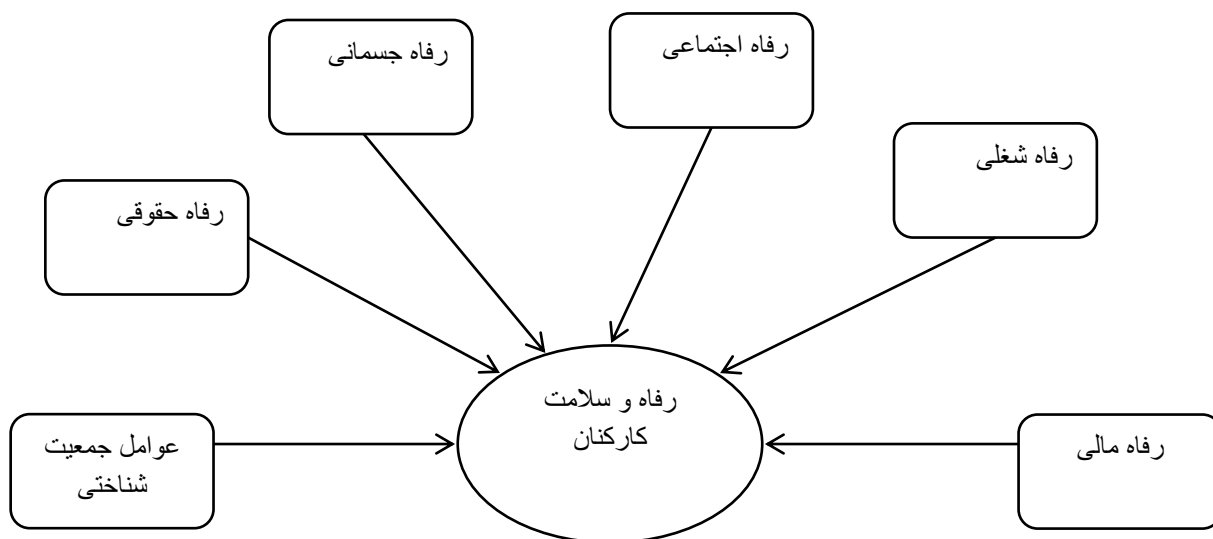 رفاه اجتماعی
رفاه جسمانی
رفاه شغلی
رفاه حقوقی
رفاه و سلامت
کارکنان
رفاه مالی
عوامل جمعیت
شناختی